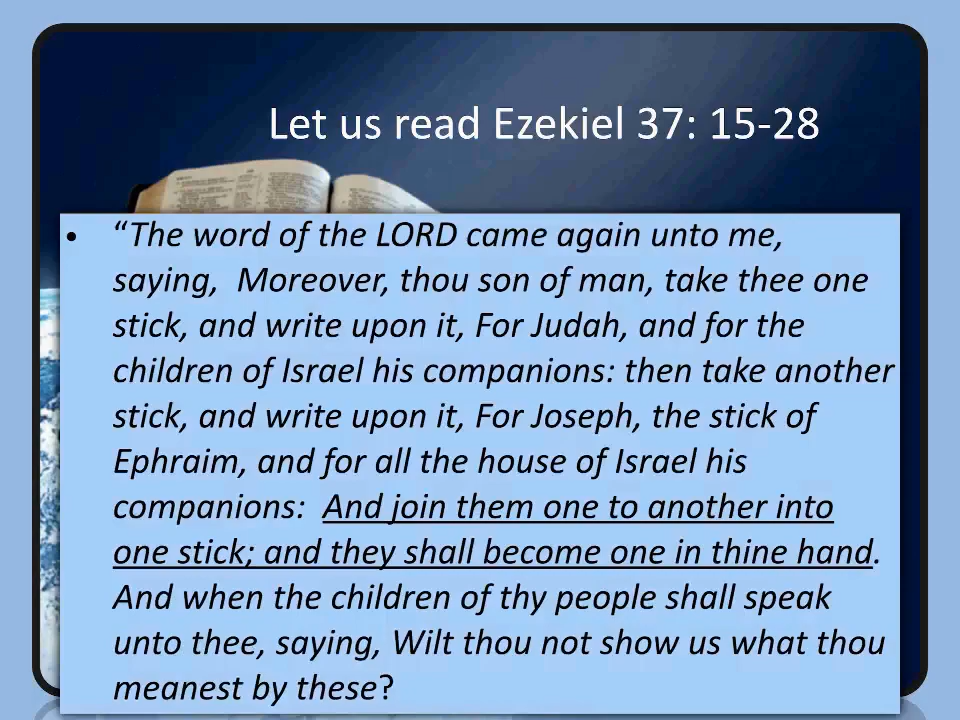 Let us read Ezekiel 37: 15-28
• “The word of the LORD came again unto me,
saying,  Moreover, thou son of man, take thee one
stick, and write upon it, For Judah, and for the
children of Israel his companions: then take another
stick, and write upon it, For Joseph, the stick of
Ephraim, and for all the house of Israel his
companions:  And join them one to another into
one stick; and they shall become one in thine hand.
And when the children of thy people shall speak
unto thee, saying, Wilt thou not show us what thou
meanest by these?